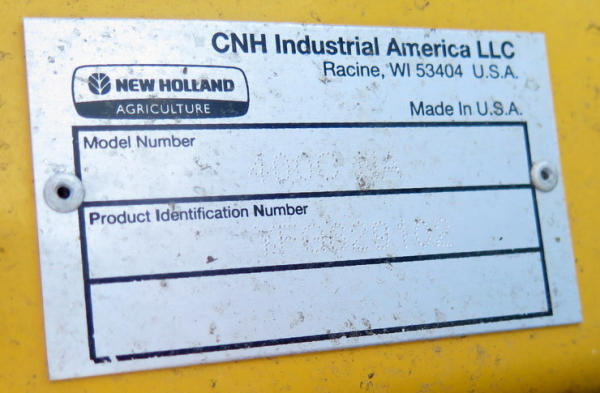 CNH Industrial America LLC
Racine, WI 53404 U.S.A.
NEW HOLLAND
AGRICULTURE
Made in U.S.A.
Model Number
Product Identification Number